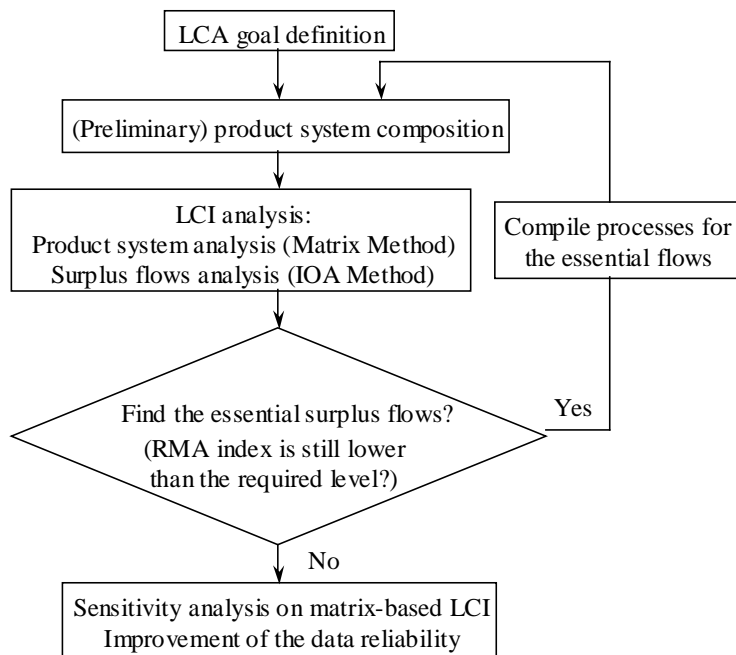 LCA goal definition
(Preliminary) product system composition
LCI analysis:
Product system analysis (Matrix Method)
Surplus flows analysis (IOA Method)
Compile processes for
the essential flows
Find the essential surplus flows?
(RMA index is still lower
than the required level?)
Yes
No
Sensitivity analysis on matrix-based LCI
Improvement of the data reliability